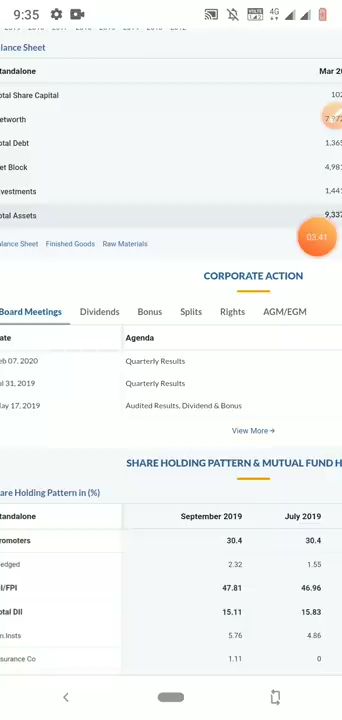 9:35
4G
alance Sheet
tandalone Mar 20
otal Share Capital 102
etworth
otal Debt 1,365
et Block 4,981
vestments 1,441
otal Assets 9,337
alance Sheet Finished Goods Raw Materials
03:41
CORPORATE ACTION
Board Meetings Dividends Bonus Splits Rights AGM/EGM
ate Agenda
eb 07, 2020 Quarterly Results
ul 31, 2019 Quarterly Results
May 17, 2019 Audited Results, Dividend & Bonus
View More →
SHARE HOLDING PATTERN & MUTUAL FUND H
are Holding Pattern in (%)
tandalone September 2019 July 2019
romoters 30.4 30.4
edged 2.32 1.55
I/FPI 47.81 46.96
otal DII 15.11 15.83
n.Insts 5.76 4.86
surance Co 1.11 0